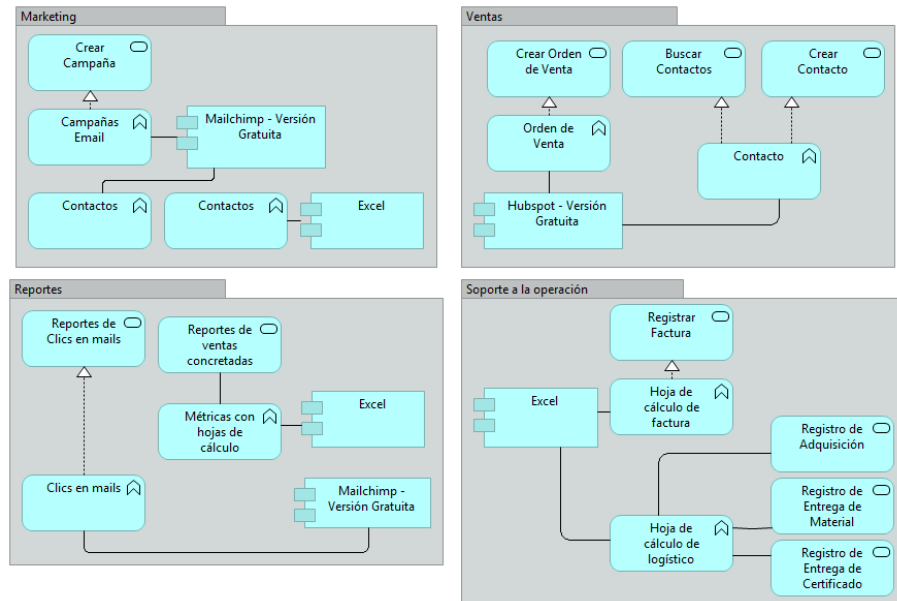 Marketing
Crear
Campaña
Campañas
Email
Mailchimp - Versión
Gratuita
Contactos
Contactos
Excel
Ventas
Crear Orden
de Venta
Buscar
Contactos
Crear
Contacto
Orden de
Venta
Contacto
Hubspot - Versión
Gratuita
Reportes
Reportes de
Clics en mails
Reportes de
ventas
concretadas
Métricas con
hojas de
cálculo
Excel
Clics en mails
Mailchimp -
Versión Gratuita
Soporte a la operación
Registrar
Factura
Excel
Hoja de
cálculo de
factura
Registro de
Adquisición
Registro de
Entrega de
Material
Hoja de
cálculo de
logístico
Registro de
Entrega de
Certificado